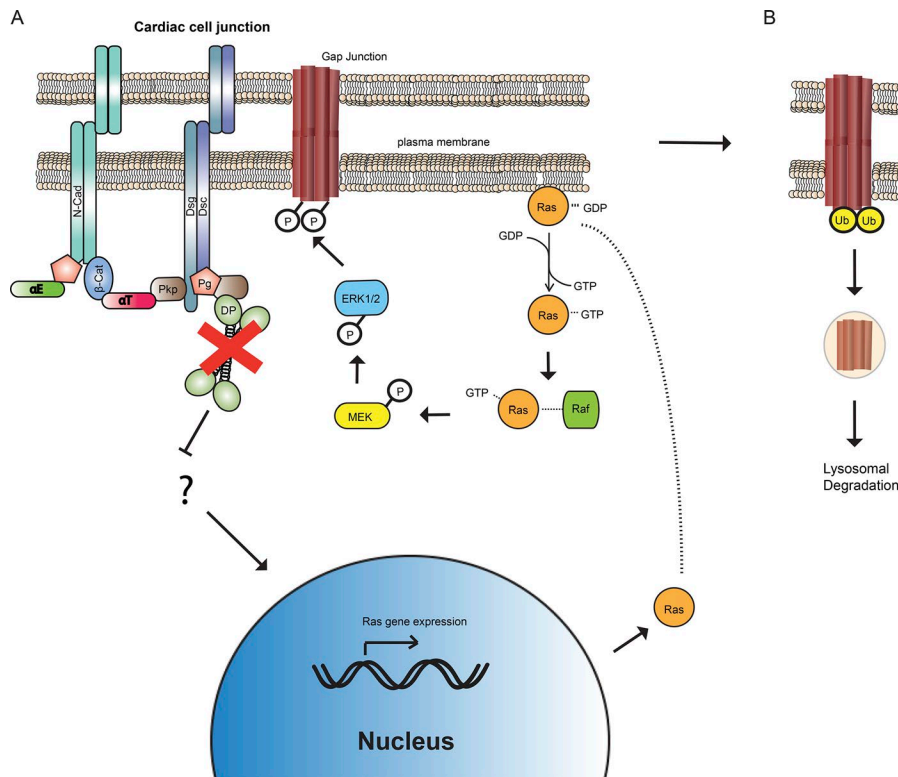 A
B
Cardiac cell junction
Gap Junction
plasma membrane
N-Cad
Dsg
Dsc
Ras
GDP
P
P
GDP
Ub
Ub
β-Cat
αE
αT
Pkp
Pg
GTP
ERK1/2
DP
Ras
GTP
P
P
GTP
MEK
Ras
Raf
Lysosomal
Degradation
?
Ras
Ras gene expression
Nucleus